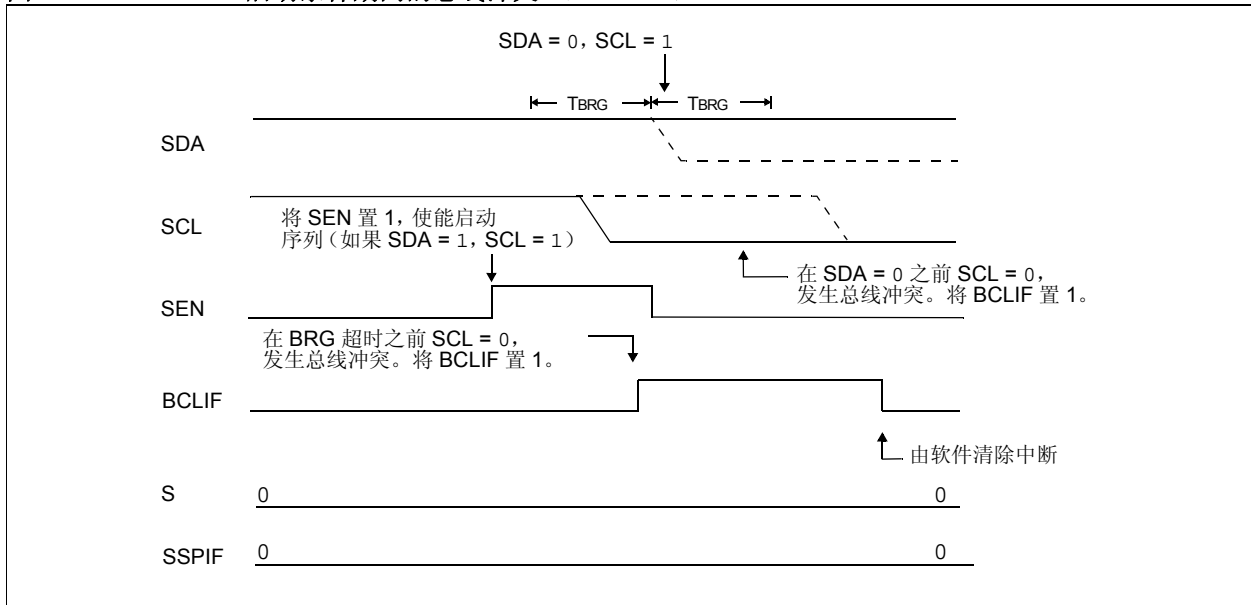 SDA = 0，SCL = 1
TBRG
TBRG
SDA
SCL
将 SEN 置 1，使能启动
序列（如果 SDA = 1，SCL = 1）
在 SDA = 0 之前 SCL = 0，
发生总线冲突。将 BCLIF 置 1。
SEN
在 BRG 超时之前 SCL = 0，
发生总线冲突。将 BCLIF 置 1。
BCLIF
由软件清除中断
S
0
0
SSPIF
0
0